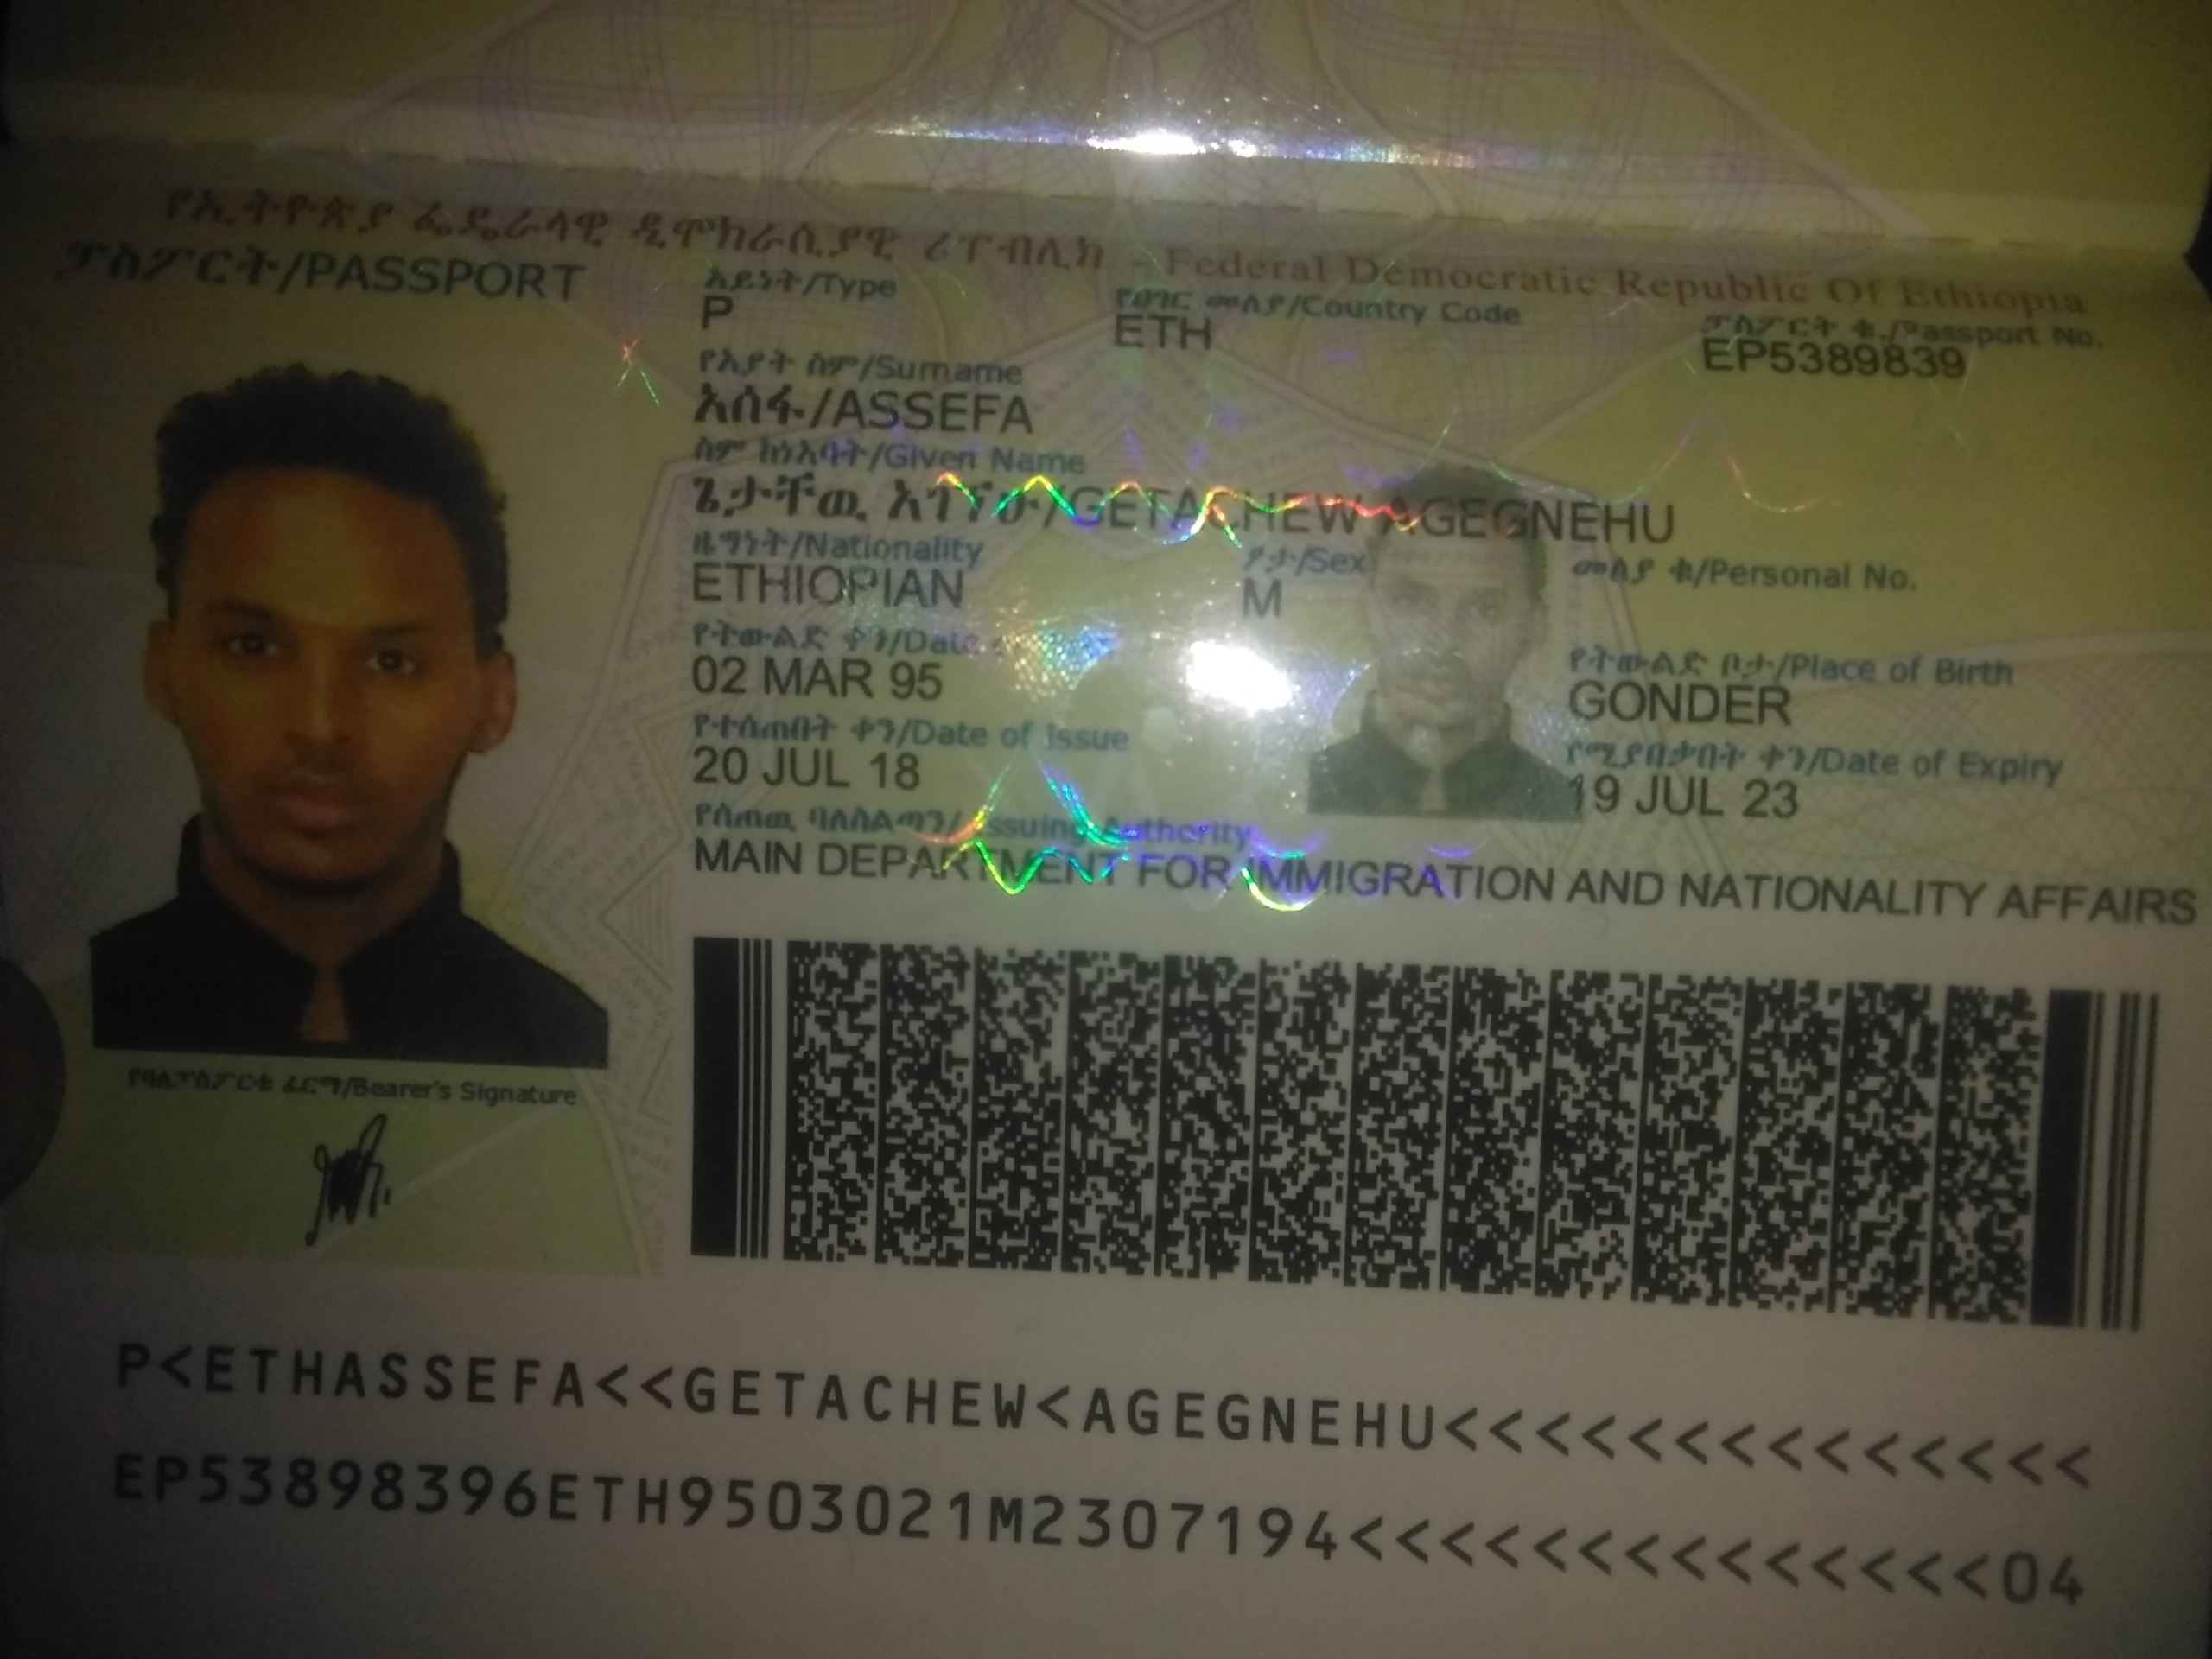 የኢትዮጵያ ፌዴራላዊ ዲሞክራሲያዊ ሪፐብሊክ - Federal Democratic Republic Of Ethiopia
ፓስፖርት/PASSPORT
አይነት/Type
P
የሀገር መለያ/Country Code
ETH
ፓስፖርት ቁ./Passport No.
EP5389839
የአያት ስም/Surname
አሰፋ/ASSEFA
ስም ከነአባት/Given Name
ጌታቸዉ አገኘሁ/GETACHEW AGEGNEHU
ዜግነት/Nationality
ETHIOPIAN
ፆታ/Sex
M
መለያ ቁ/Personal No.
የትውልድ ቀን/Date
02 MAR 95
የትውልድ ቦታ/Place of Birth
GONDER
የተሰጠበት ቀን/Date of Issue
20 JUL 18
የሚያበቃበት ቀን/Date of Expiry
19 JUL 23
የሰጠዉ ባለስልጣን/Issuing Authority
MAIN DEPARTMENT FOR IMMIGRATION AND NATIONALITY AFFAIRS
የባለፓስፖርቱ ፊርማ/Bearer's Signature
P<ETHASSEFA<<GETACHEW<AGEGNEHU<<<<<<<<<<<<<<
EP53898396ETH9503021M2307194<<<<<<<<<<<<<<04